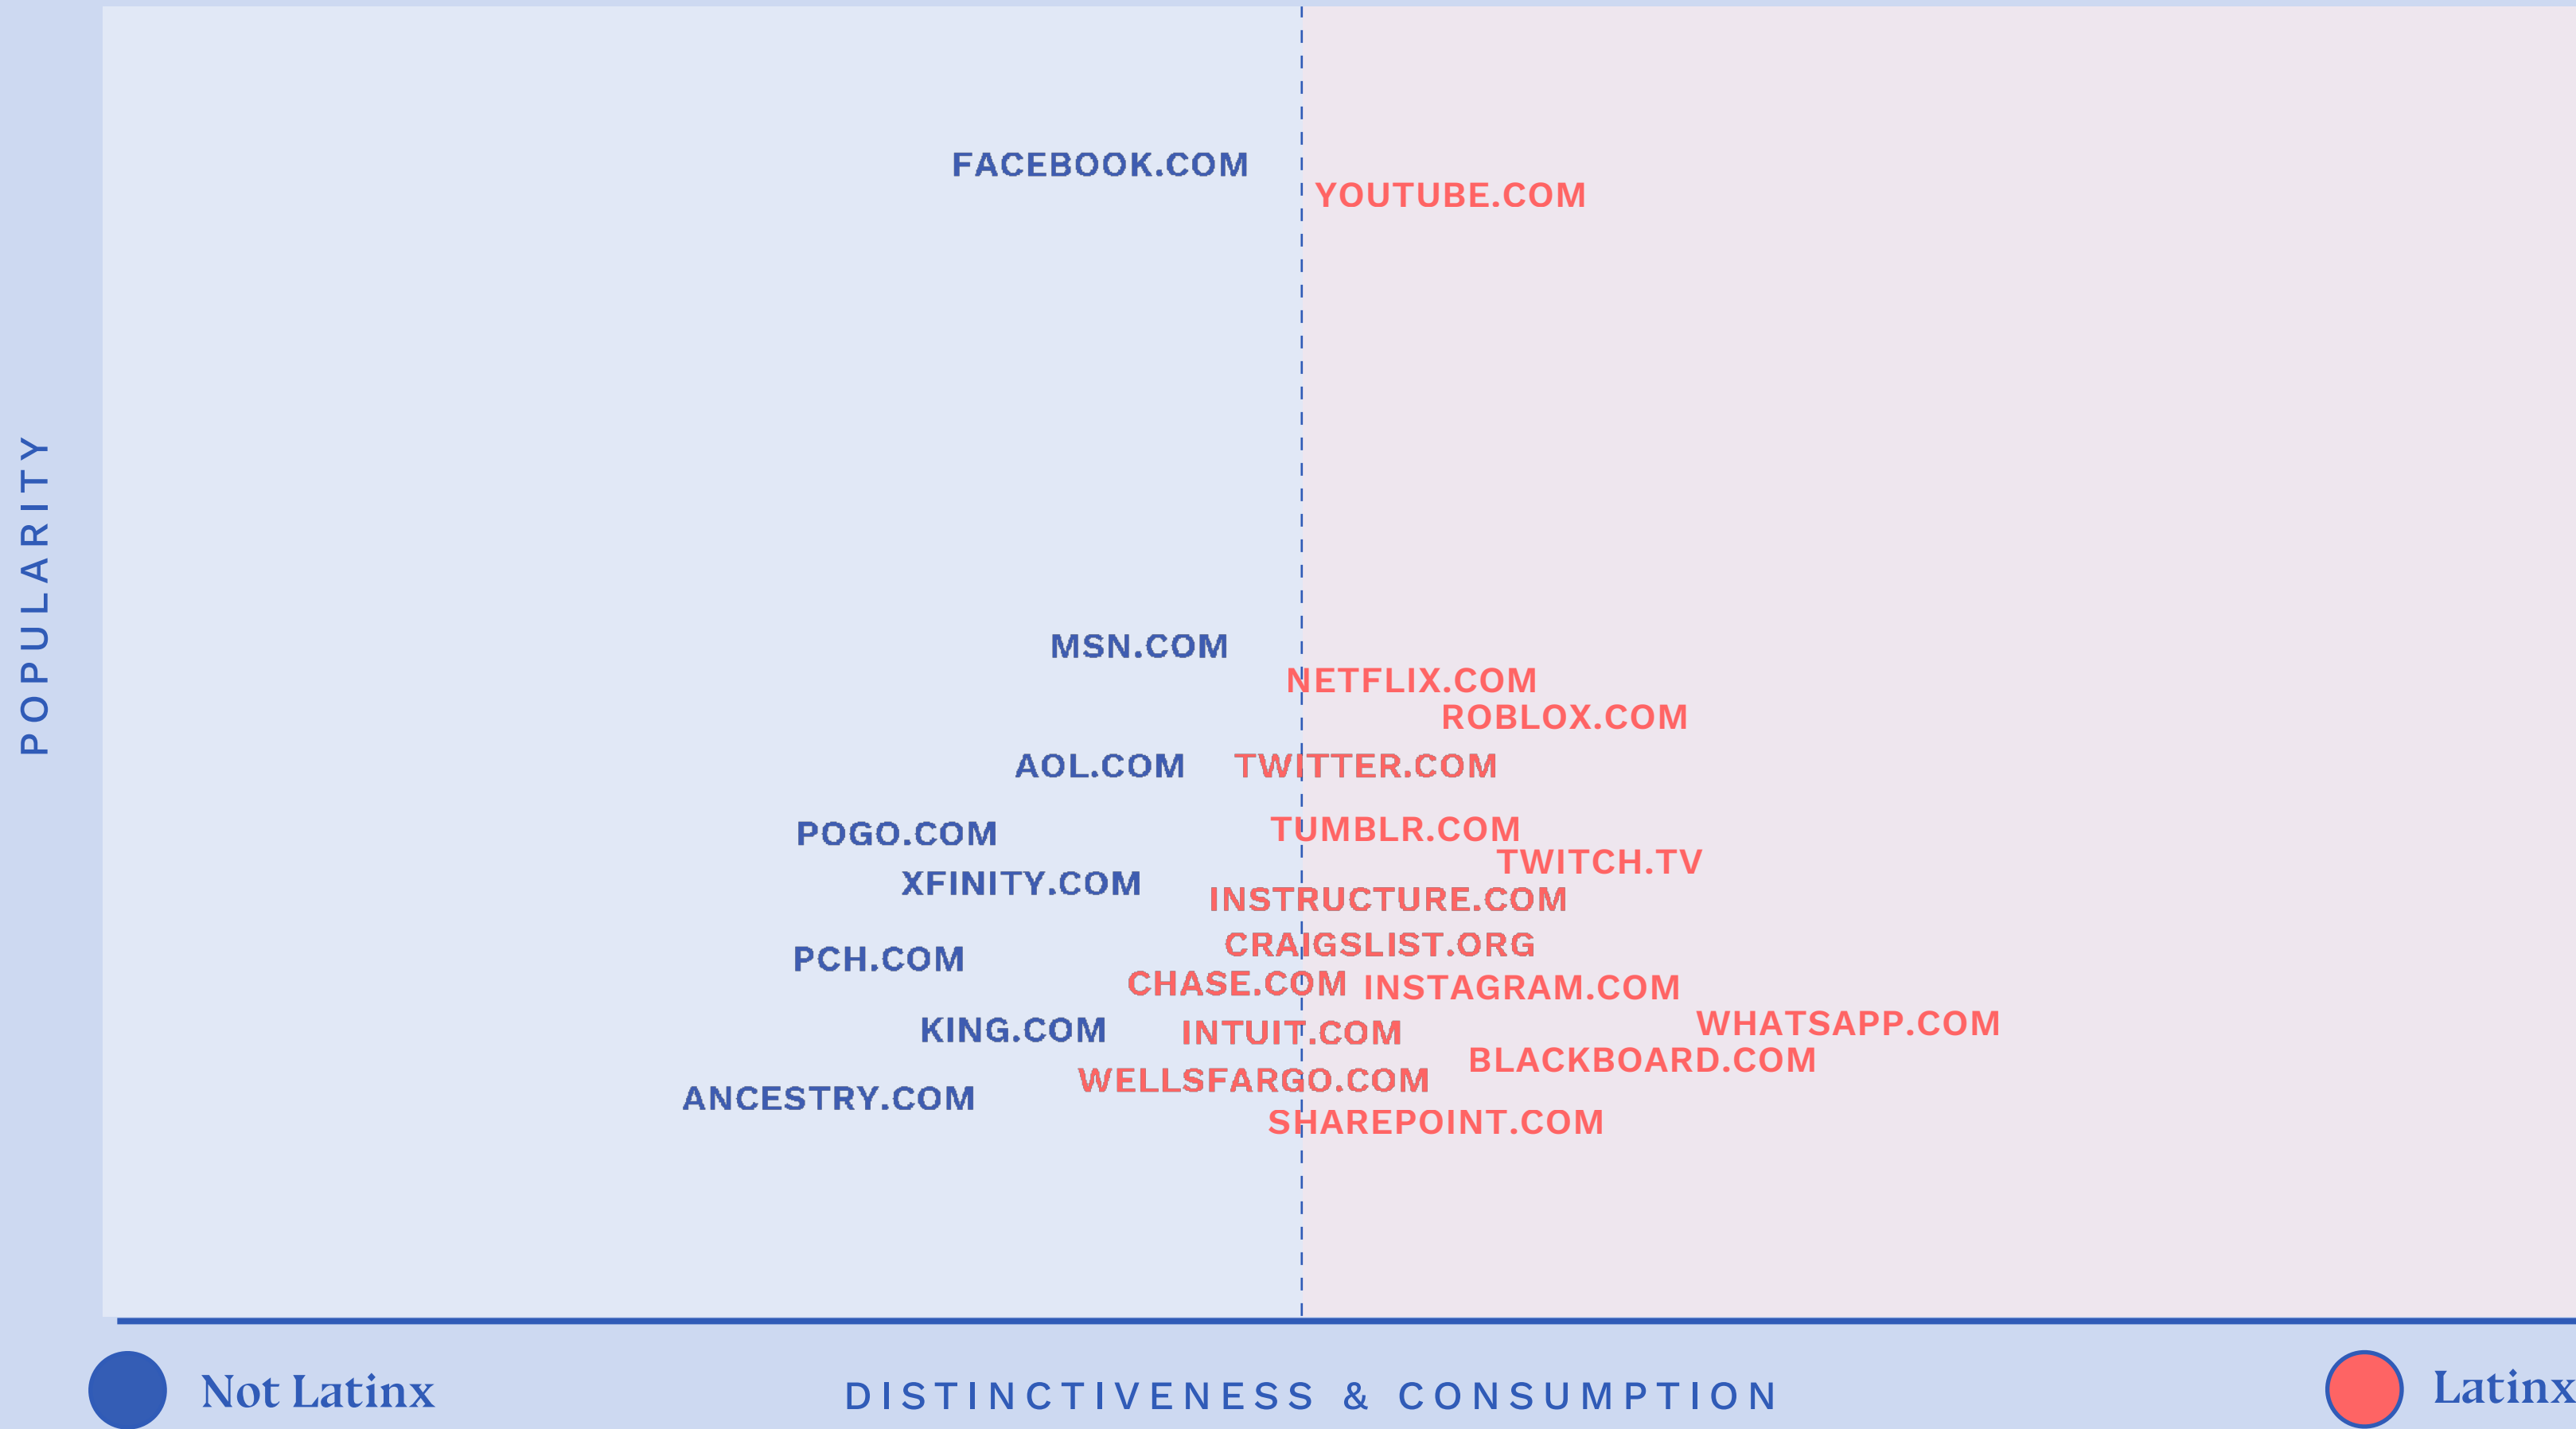 POPULARITY
FACEBOOK.COM
YOUTUBE.COM
MSN.COM
NETFLIX.COM
ROBLOX.COM
AOL.COM
TWITTER.COM
POGO.COM
TUMBLR.COM
TWITCH.TV
XFINITY.COM
INSTRUCTURE.COM
CRAIGSLIST.ORG
PCH.COM
CHASE.COM
INSTAGRAM.COM
WHATSAPP.COM
KING.COM
INTUIT.COM
BLACKBOARD.COM
WELLSFARGO.COM
ANCESTRY.COM
SHAREPOINT.COM
Not Latinx
DISTINCTIVENESS & CONSUMPTION
Latinx